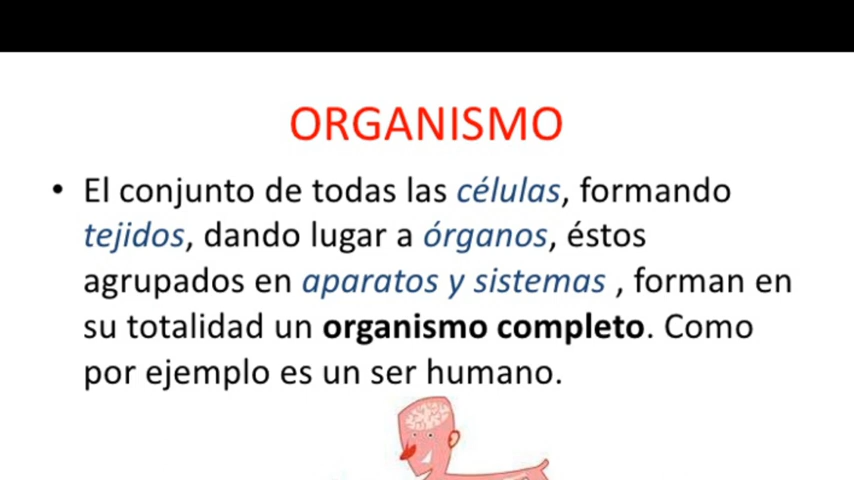 ORGANISMO
• El conjunto de todas las células, formando
tejidos, dando lugar a órganos, éstos
agrupados en aparatos y sistemas , forman en
su totalidad un organismo completo. Como
por ejemplo es un ser humano.